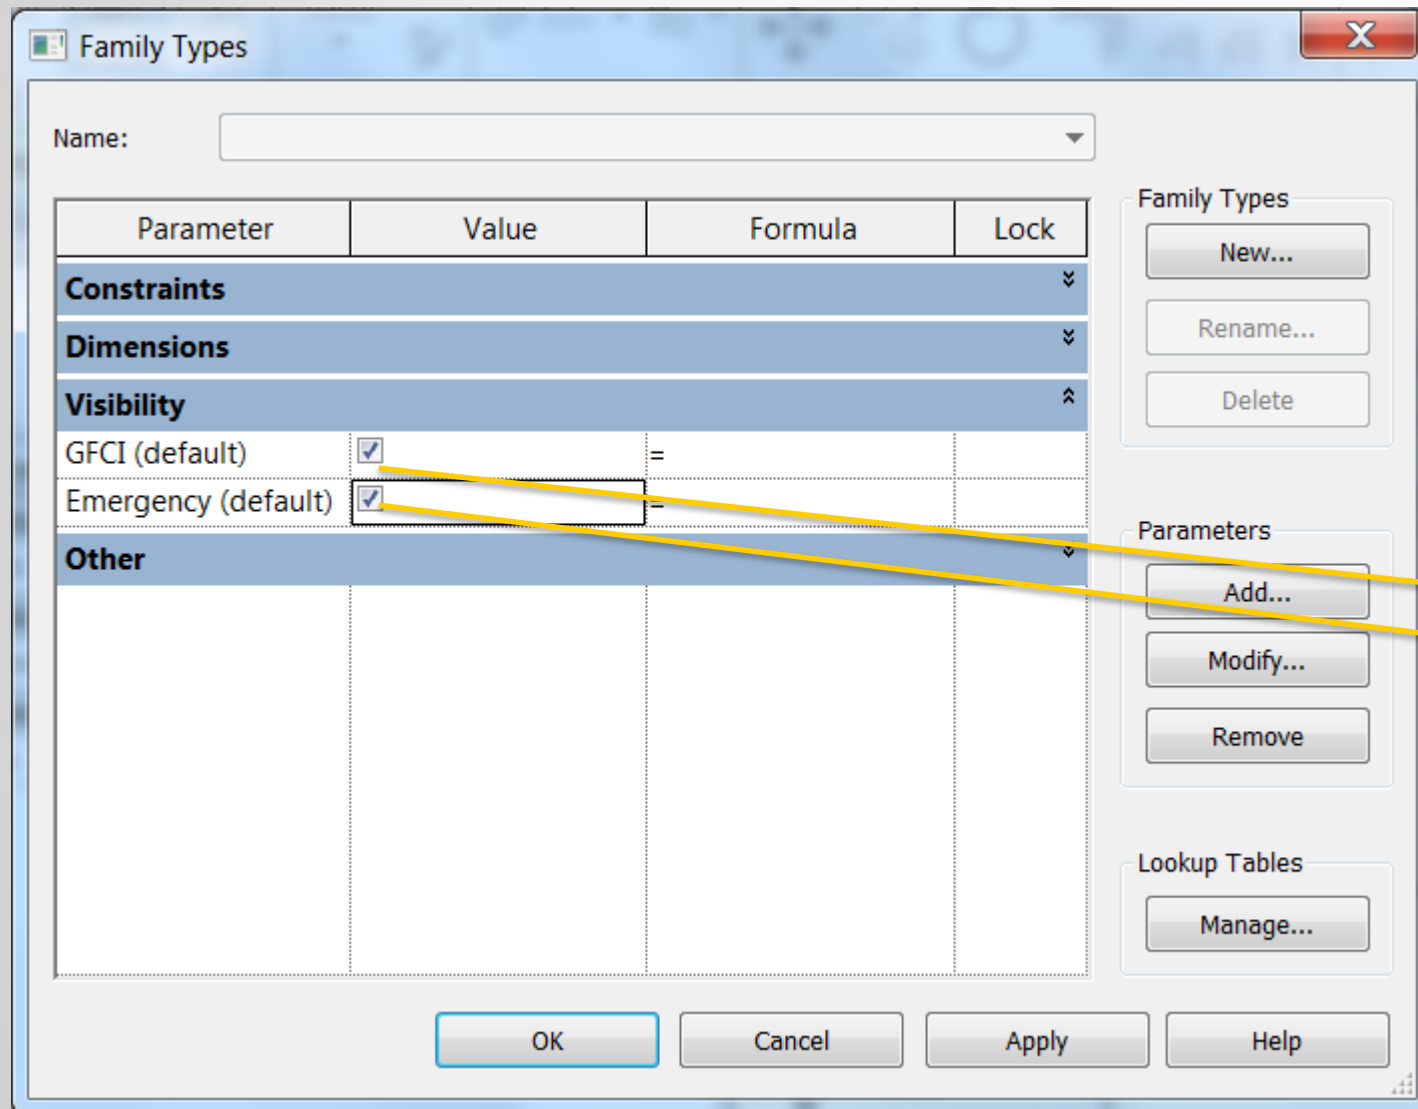 Family Types
Name:
Parameter Value Formula Lock
Constraints
Dimensions
Visibility
GFCI (default) =
Emergency (default) =
Other
Family Types
New...
Rename...
Delete
Parameters
Add...
Modify...
Remove
Lookup Tables
Manage...
OK Cancel Apply Help